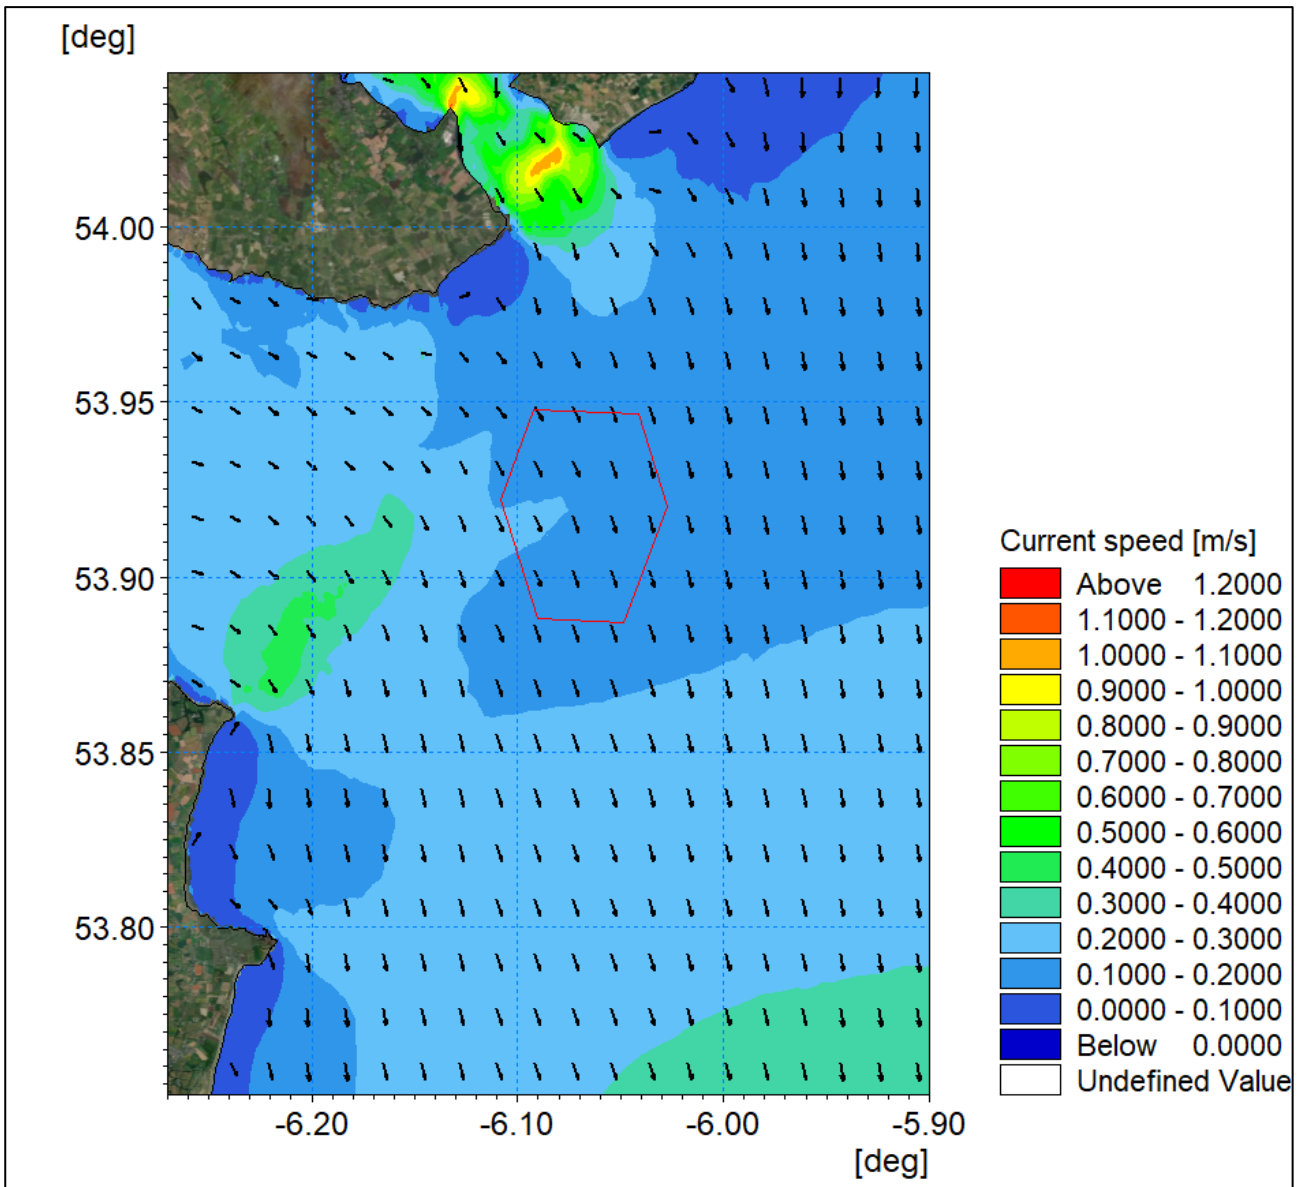 [deg]
54.00
53.95
53.90
53.85
53.80
-6.20
-6.10
-6.00
-5.90
[deg]
Current speed [m/s]
Above 1.2000
1.1000 - 1.2000
1.0000 - 1.1000
0.9000 - 1.0000
0.8000 - 0.9000
0.7000 - 0.8000
0.6000 - 0.7000
0.5000 - 0.6000
0.4000 - 0.5000
0.3000 - 0.4000
0.2000 - 0.3000
0.1000 - 0.2000
0.0000 - 0.1000
Below 0.0000
Undefined Value